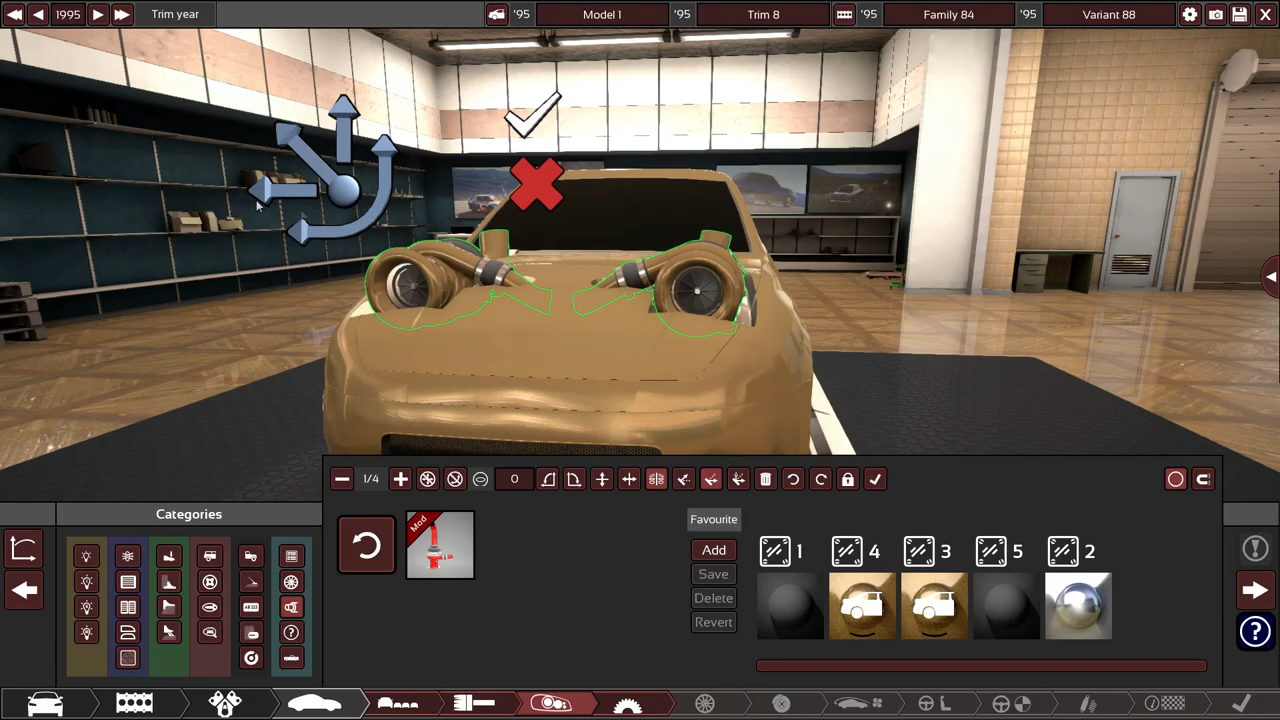 1995 Trim year '95 Model 1 '95 Trim 8 '95 Family 84 '95 Variant 88
1/4 0
Categories
Mod
Favourite
Add
Save
Delete
Revert
1 4 3 5 2